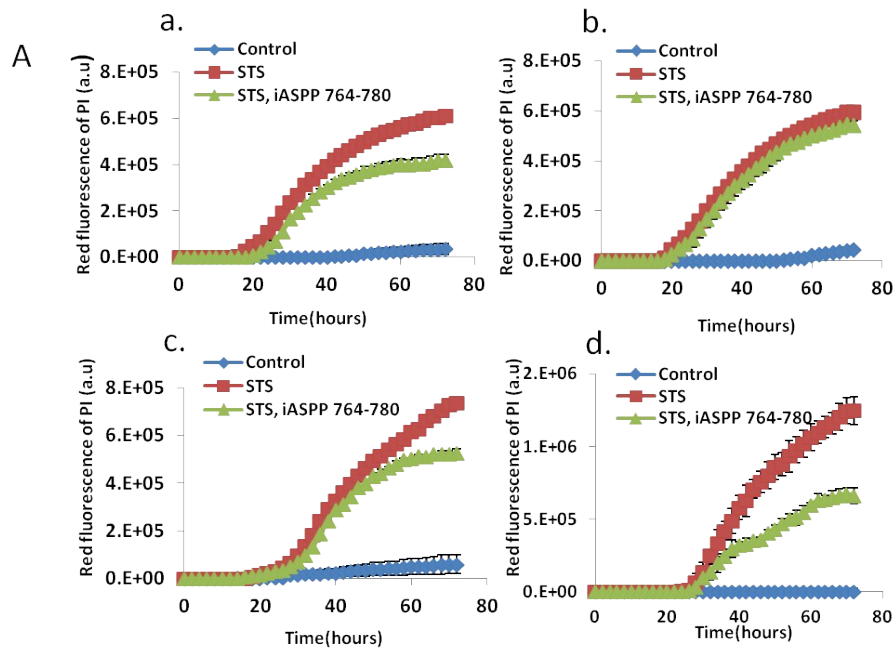 A
a.
Control
STS
STS, iASPP 764-780
Red fluorescence of PI (a.u)
8.E+05
6.E+05
4.E+05
2.E+05
0.E+00
0 20 40 60 80
Time(hours)
b.
Control
STS
STS, iASPP 764-780
Red fluorescence of PI (a.u)
8.E+05
6.E+05
4.E+05
2.E+05
0.E+00
0 20 40 60 80
Time(hours)
c.
Control
STS
STS, iASPP 764-780
Red fluorescence of PI (a.u)
8.E+05
6.E+05
4.E+05
2.E+05
0.E+00
0 20 40 60 80
Time(hours)
d.
Control
STS
STS, iASPP 764-780
Red fluorescence of PI (a.u)
2.E+06
1.E+06
5.E+05
0.E+00
0 20 40 60 80
Time(hours)